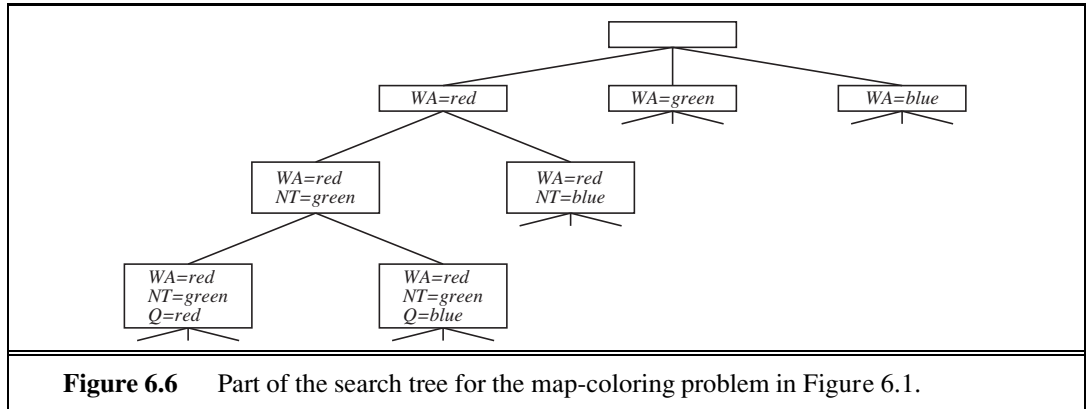 WA=red
WA=green
WA=blue
WA=red
NT=green
WA=red
NT=blue
WA=red
NT=green
Q=red
WA=red
NT=green
Q=blue
Figure 6.6 Part of the search tree for the map-coloring problem in Figure 6.1.